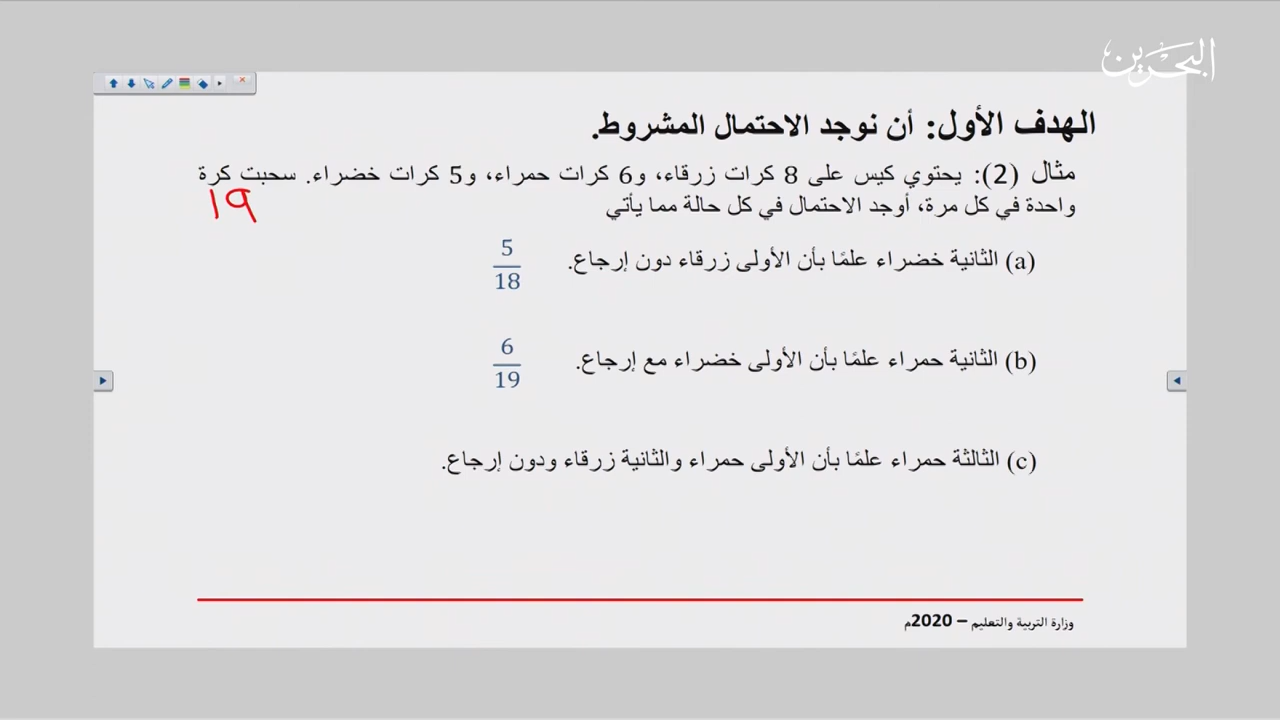 البحرين
الهدف الأول: أن نوجد الاحتمال المشروط.
مثال (2): يحتوي كيس على 8 كرات زرقاء، و6 كرات حمراء، و5 كرات خضراء. سحبت كرة
واحدة في كل مرة، أوجد الاحتمال في كل حالة مما يأتي
19
(a) الثانية خضراء علمًا بأن الأولى زرقاء دون إرجاع.
5
18
(b) الثانية حمراء علمًا بأن الأولى خضراء مع إرجاع.
6
19
(c) الثالثة حمراء علمًا بأن الأولى حمراء والثانية زرقاء ودون إرجاع.
وزارة التربية والتعليم – 2020م